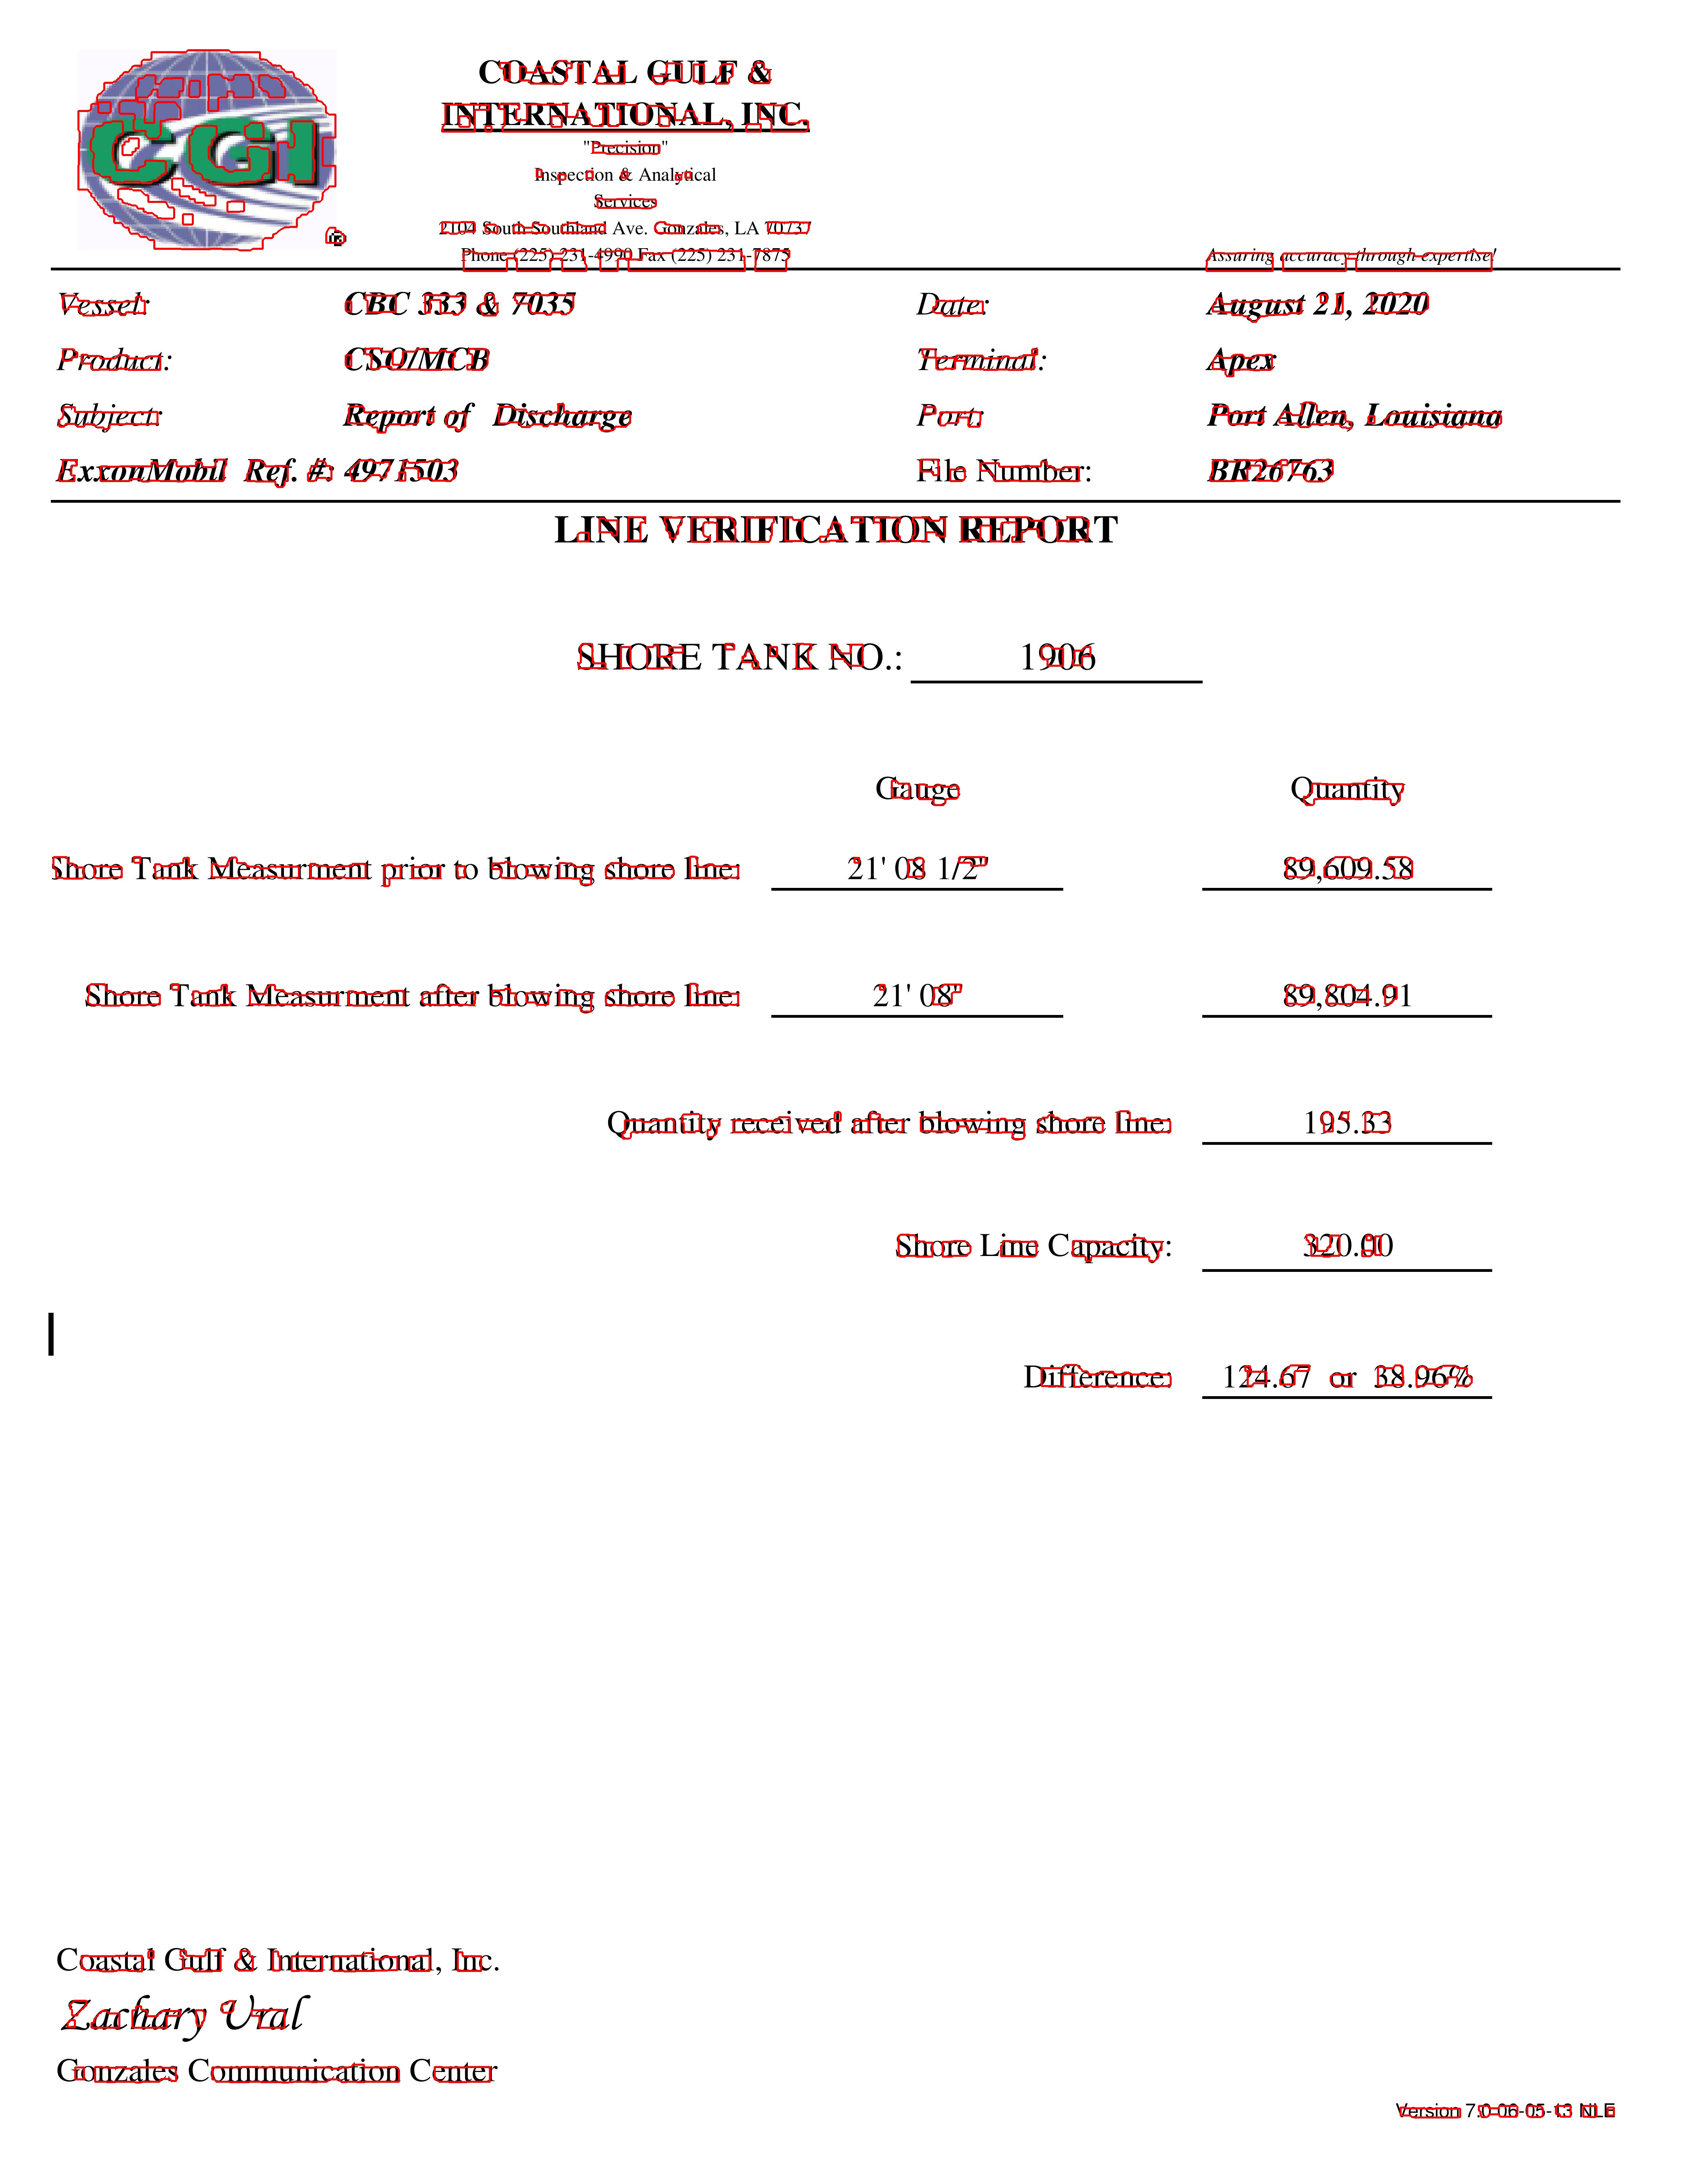 CGI
®
COASTAL GULF &
INTERNATIONAL, INC.
"Precision"
Inspection & Analytical
Services
2104 South Southland Ave. Gonzales, LA 70737
Phone (225) 231-4990 Fax (225) 231-7875
Assuring accuracy through expertise!
Vessel: CBC 333 & 7035 Date: August 21, 2020
Product: CSO/MCB Terminal: Apex
Subject: Report of Discharge Port: Port Allen, Louisiana
ExxonMobil Ref. #: 4971503 File Number: BR26763
LINE VERIFICATION REPORT
SHORE TANK NO.: 1906
Gauge Quantity
Shore Tank Measurment prior to blowing shore line: 21' 08 1/2" 89,609.58
Shore Tank Measurment after blowing shore line: 21' 08" 89,804.91
Quantity received after blowing shore line: 195.33
Shore Line Capacity: 320.00
Difference: 124.67 or 38.96%
Coastal Gulf & International, Inc.
Zachary Ural
Gonzales Communication Center
Version 7.0-06-05-13 NLE